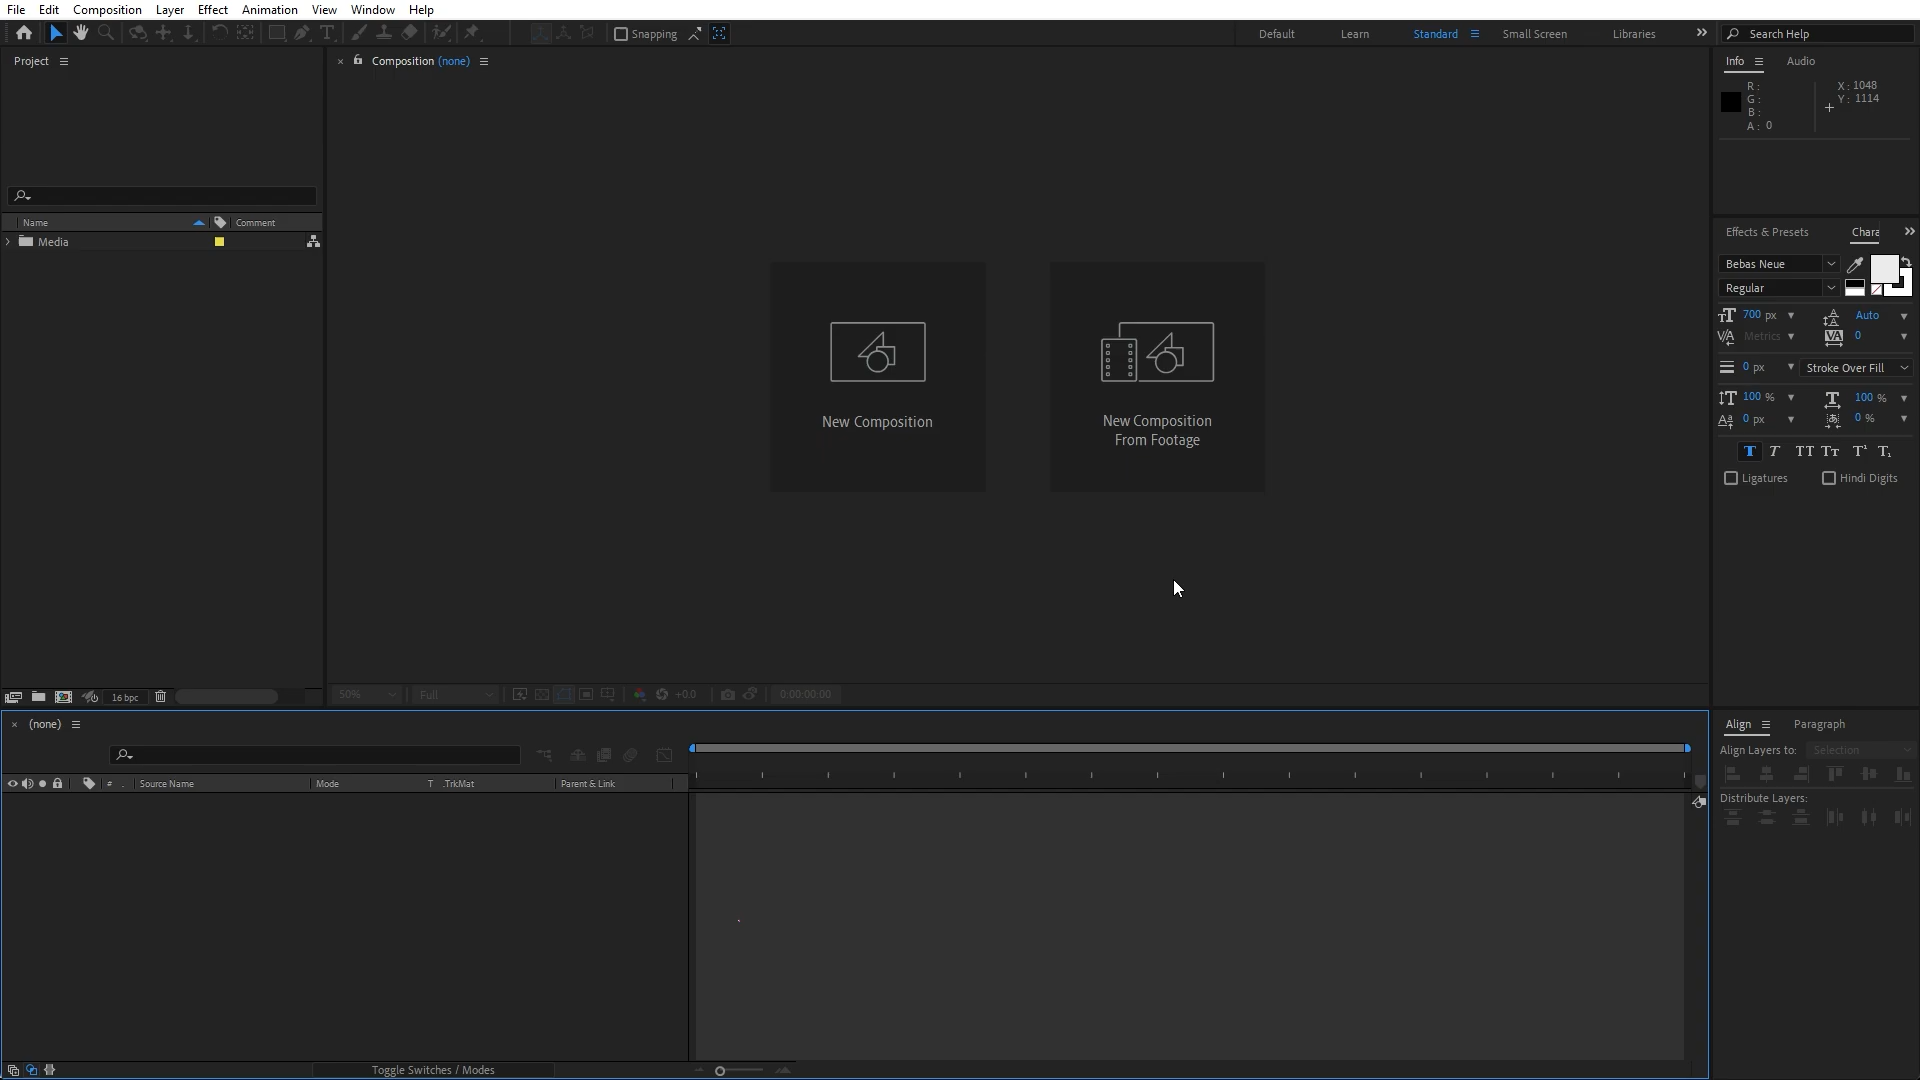 File Edit Composition Layer Effect Animation View Window Help
Snapping Default Learn Standard Small Screen Libraries Search Help
Project Composition (none) Info Audio
R :
G :
B :
A : 0
X : 1048
Y : 1114
Name Comment
Media
Effects & Presets Chara
Bebas Neue
Regular
700 px Auto
Metrics 0
0 px Stroke Over Fill
100 % 100 %
0 px 0 %
T T TT Tт T¹ T₁
Ligatures Hindi Digits
New Composition
New Composition
From Footage
16 bpc 50% Full +0.0 0:00:00:00
(none)
Align Paragraph
Align Layers to: Selection
Distribute Layers:
# . Source Name Mode T .TrkMat Parent & Link
Toggle Switches / Modes